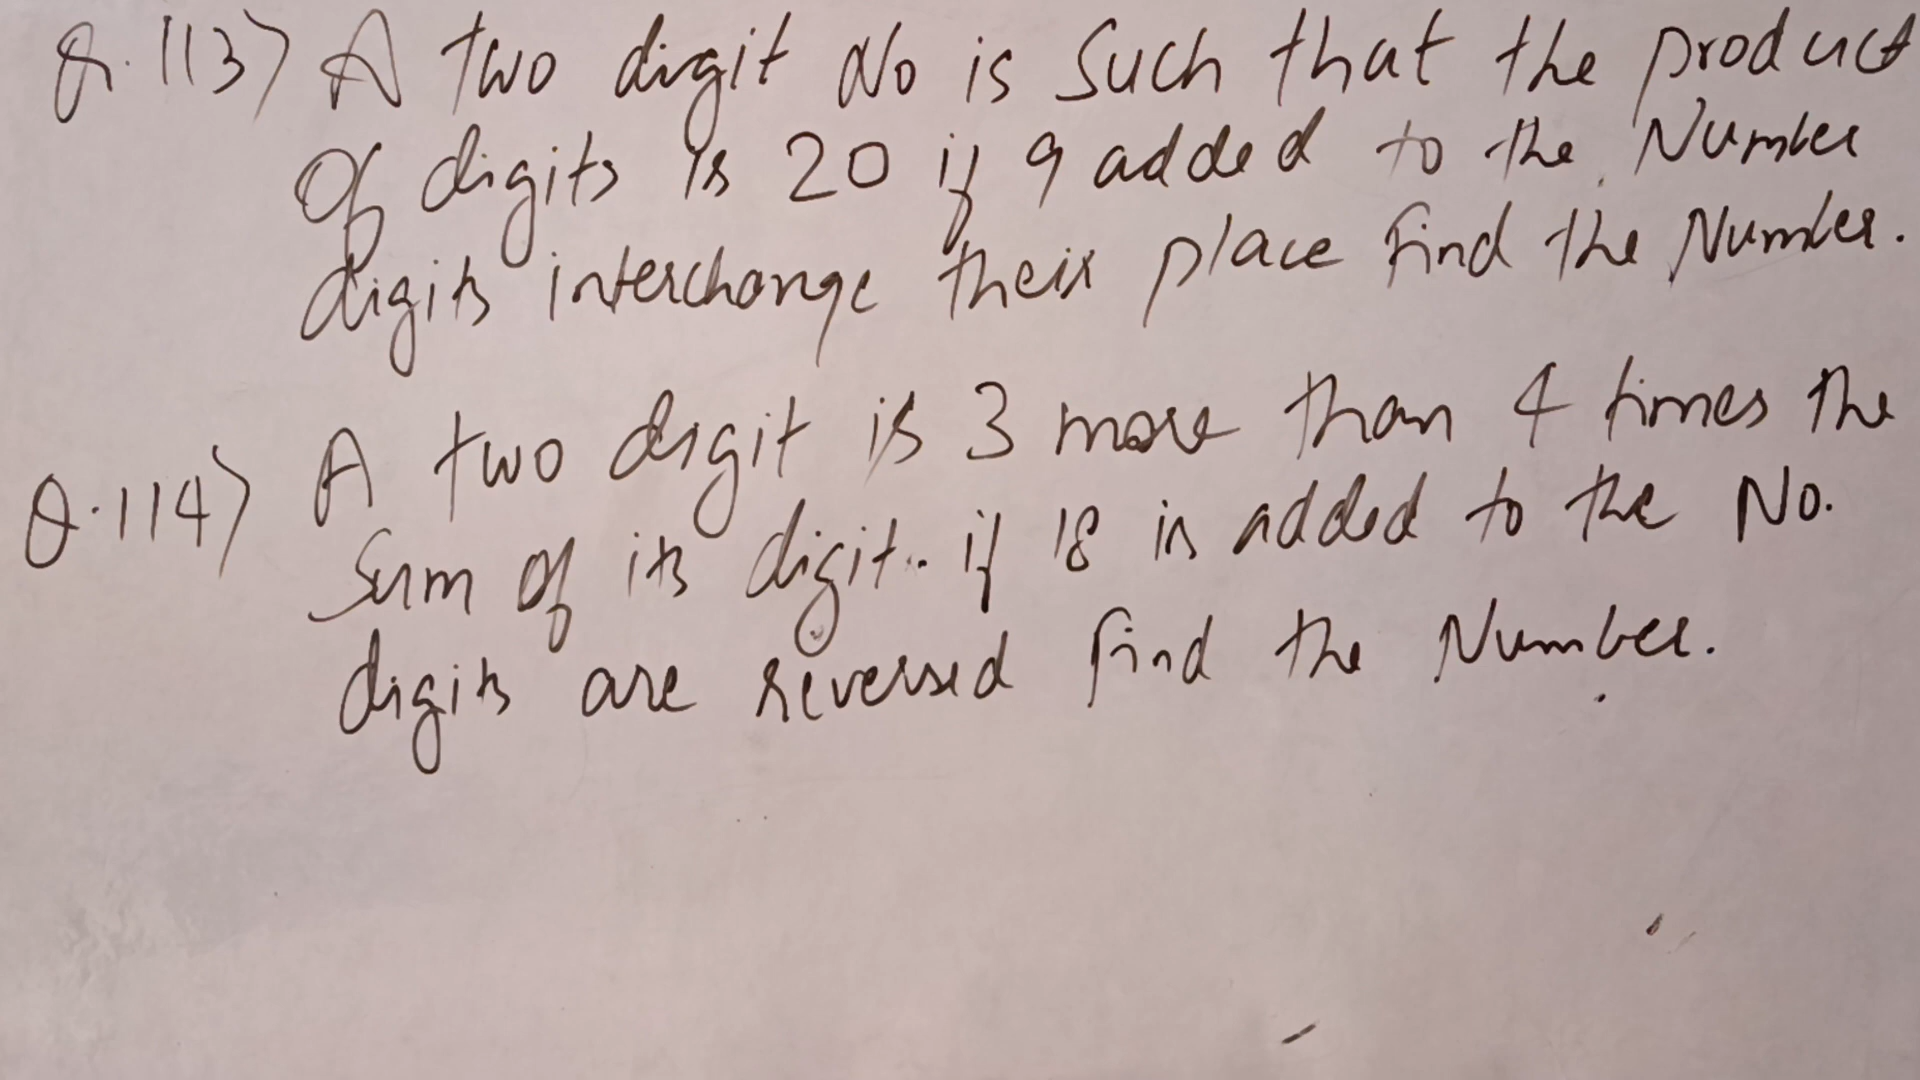 Q.113) A two digit No is such that the product
of digits is 20 if 9 added to the Number
digits interchange their place find the Number.
Q.114) A two digit is 3 more than 4 times the
sum of its digit.. if 18 is added to the No.
digits are reversed find the Number.